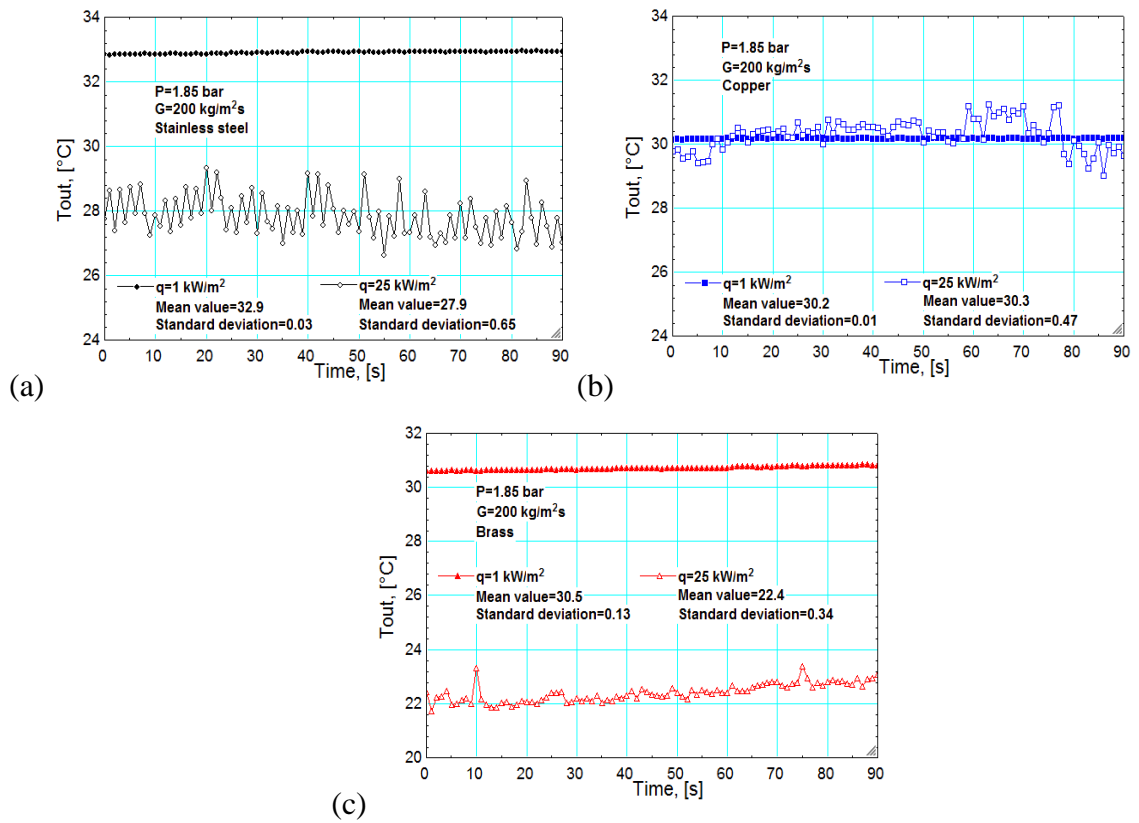 34
32
30
28
26
24
Tout, [°C]
P=1.85 bar
G=200 kg/m²s
Stainless steel
q=1 kW/m²
Mean value=32.9
Standard deviation=0.03
q=25 kW/m²
Mean value=27.9
Standard deviation=0.65
0 10 20 30 40 50 60 70 80 90
Time, [s]
(a)
34
32
30
28
26
24
Tout, [°C]
P=1.85 bar
G=200 kg/m²s
Copper
q=1 kW/m²
Mean value=30.2
Standard deviation=0.01
q=25 kW/m²
Mean value=30.3
Standard deviation=0.47
0 10 20 30 40 50 60 70 80 90
Time, [s]
(b)
32
30
28
26
24
22
20
Tout, [°C]
P=1.85 bar
G=200 kg/m²s
Brass
q=1 kW/m²
Mean value=30.5
Standard deviation=0.13
q=25 kW/m²
Mean value=22.4
Standard deviation=0.34
0 10 20 30 40 50 60 70 80 90
Time, [s]
(c)